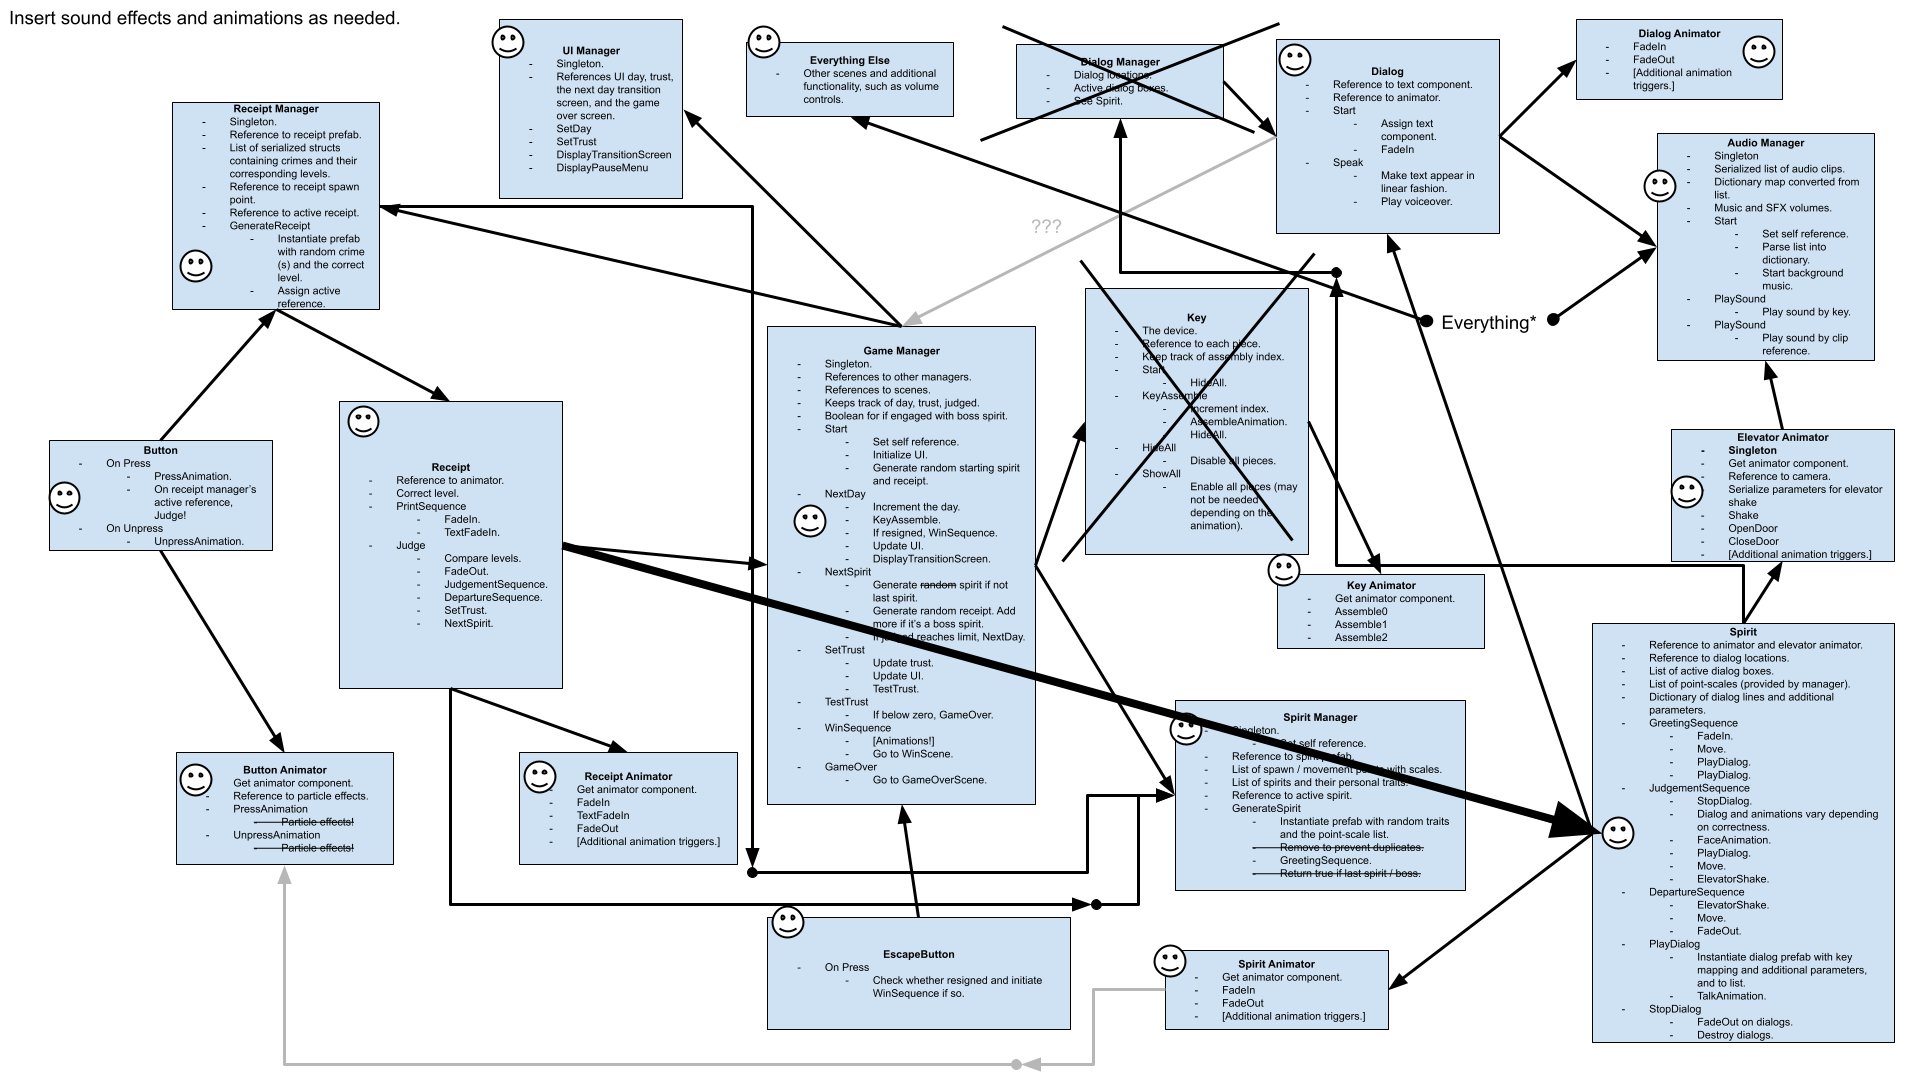 Insert sound effects and animations as needed.
UI Manager
- Singleton.
- References UI day, trust,
the next day transition
screen, and the game
over screen.
- SetDay
- SetTrust
- DisplayTransitionScreen
- DisplayPauseMenu
Everything Else
- Other scenes and additional
functionality, such as volume
controls.
Dialog Manager
- Dialog locations.
- Active dialog boxes.
- See Spirit.
Dialog
- Reference to text component.
- Reference to animator.
- Start
- Assign text
component.
- FadeIn
- Speak
- Make text appear in
linear fashion.
- Play voiceover.
Dialog Animator
- FadeIn
- FadeOut
- [Additional animation
triggers.]
Receipt Manager
- Singleton.
- Reference to receipt prefab.
- List of serialized structs
containing crimes and their
corresponding levels.
- Reference to receipt spawn
point.
- Reference to active receipt.
- GenerateReceipt
- Instantiate prefab
with random crime
(s) and the correct
level.
- Assign active
reference.
Audio Manager
- Singleton
- Serialized list of audio clips.
- Dictionary map converted from
list.
- Music and SFX volumes.
- Start
- Set self reference.
- Parse list into
dictionary.
- Start background
music.
- PlaySound
- Play sound by key.
- PlaySound
- Play sound by clip
reference.
???
Everything*
Key
- The device.
- Reference to each piece.
- Keep track of assembly index.
- Start
- HideAll.
- KeyAssemble
- Increment index.
- AssembleAnimation.
- HideAll.
- HideAll
- Disable all pieces.
- ShowAll
- Enable all pieces (may
not be needed
depending on the
animation).
Game Manager
- Singleton.
- References to other managers.
- References to scenes.
- Keeps track of day, trust, judged.
- Boolean for if engaged with boss spirit.
- Start
- Set self reference.
- Initialize UI.
- Generate random starting spirit
and receipt.
- NextDay
- Increment the day.
- KeyAssemble.
- If resigned, WinSequence.
- Update UI.
- DisplayTransitionScreen.
- NextSpirit
- Generate random spirit if not
last spirit.
- Generate random receipt. Add
more if it's a boss spirit.
- If judged reaches limit, NextDay.
- SetTrust
- Update trust.
- Update UI.
- TestTrust.
- TestTrust
- If below zero, GameOver.
- WinSequence
- [Animations!]
- Go to WinScene.
- GameOver
- Go to GameOverScene.
Button
- On Press
- PressAnimation.
- On receipt manager's
active reference,
Judge!
- On Unpress
- UnpressAnimation.
Receipt
- Reference to animator.
- Correct level.
- PrintSequence
- FadeIn.
- TextFadeIn.
- Judge
- Compare levels.
- FadeOut.
- JudgementSequence.
- DepartureSequence.
- SetTrust.
- NextSpirit.
Elevator Animator
- Singleton
- Get animator component.
- Reference to camera.
- Serialize parameters for elevator
shake
- Shake
- OpenDoor
- CloseDoor
- [Additional animation triggers.]
Key Animator
- Get animator component.
- Assemble0
- Assemble1
- Assemble2
Spirit
- Reference to animator and elevator animator.
- Reference to dialog locations.
- List of active dialog boxes.
- List of point-scales (provided by manager).
- Dictionary of dialog lines and additional
parameters.
- GreetingSequence
- FadeIn.
- Move.
- PlayDialog.
- PlayDialog.
- JudgementSequence
- StopDialog.
- Dialog and animations vary depending
on correctness.
- FaceAnimation.
- PlayDialog.
- Move.
- ElevatorShake.
- DepartureSequence
- ElevatorShake.
- Move.
- FadeOut.
- PlayDialog
- Instantiate dialog prefab with key
mapping and additional parameters,
and to list.
- TalkAnimation.
- StopDialog
- FadeOut on dialogs.
- Destroy dialogs.
Spirit Manager
- Singleton.
- Set self reference.
- Reference to spirit prefab.
- List of spawn / movement points with scales.
- List of spirits and their personal traits.
- Reference to active spirit.
- GenerateSpirit
- Instantiate prefab with random traits
and the point-scale list.
- Remove to prevent duplicates.
- GreetingSequence.
- Return true if last spirit / boss.
Button Animator
- Get animator component.
- Reference to particle effects.
- PressAnimation
- Particle effects!
- UnpressAnimation
- Particle effects!
Receipt Animator
- Get animator component.
- FadeIn
- TextFadeIn
- FadeOut
- [Additional animation triggers.]
EscapeButton
- On Press
- Check whether resigned and initiate
WinSequence if so.
Spirit Animator
- Get animator component.
- FadeIn
- FadeOut
- [Additional animation triggers.]